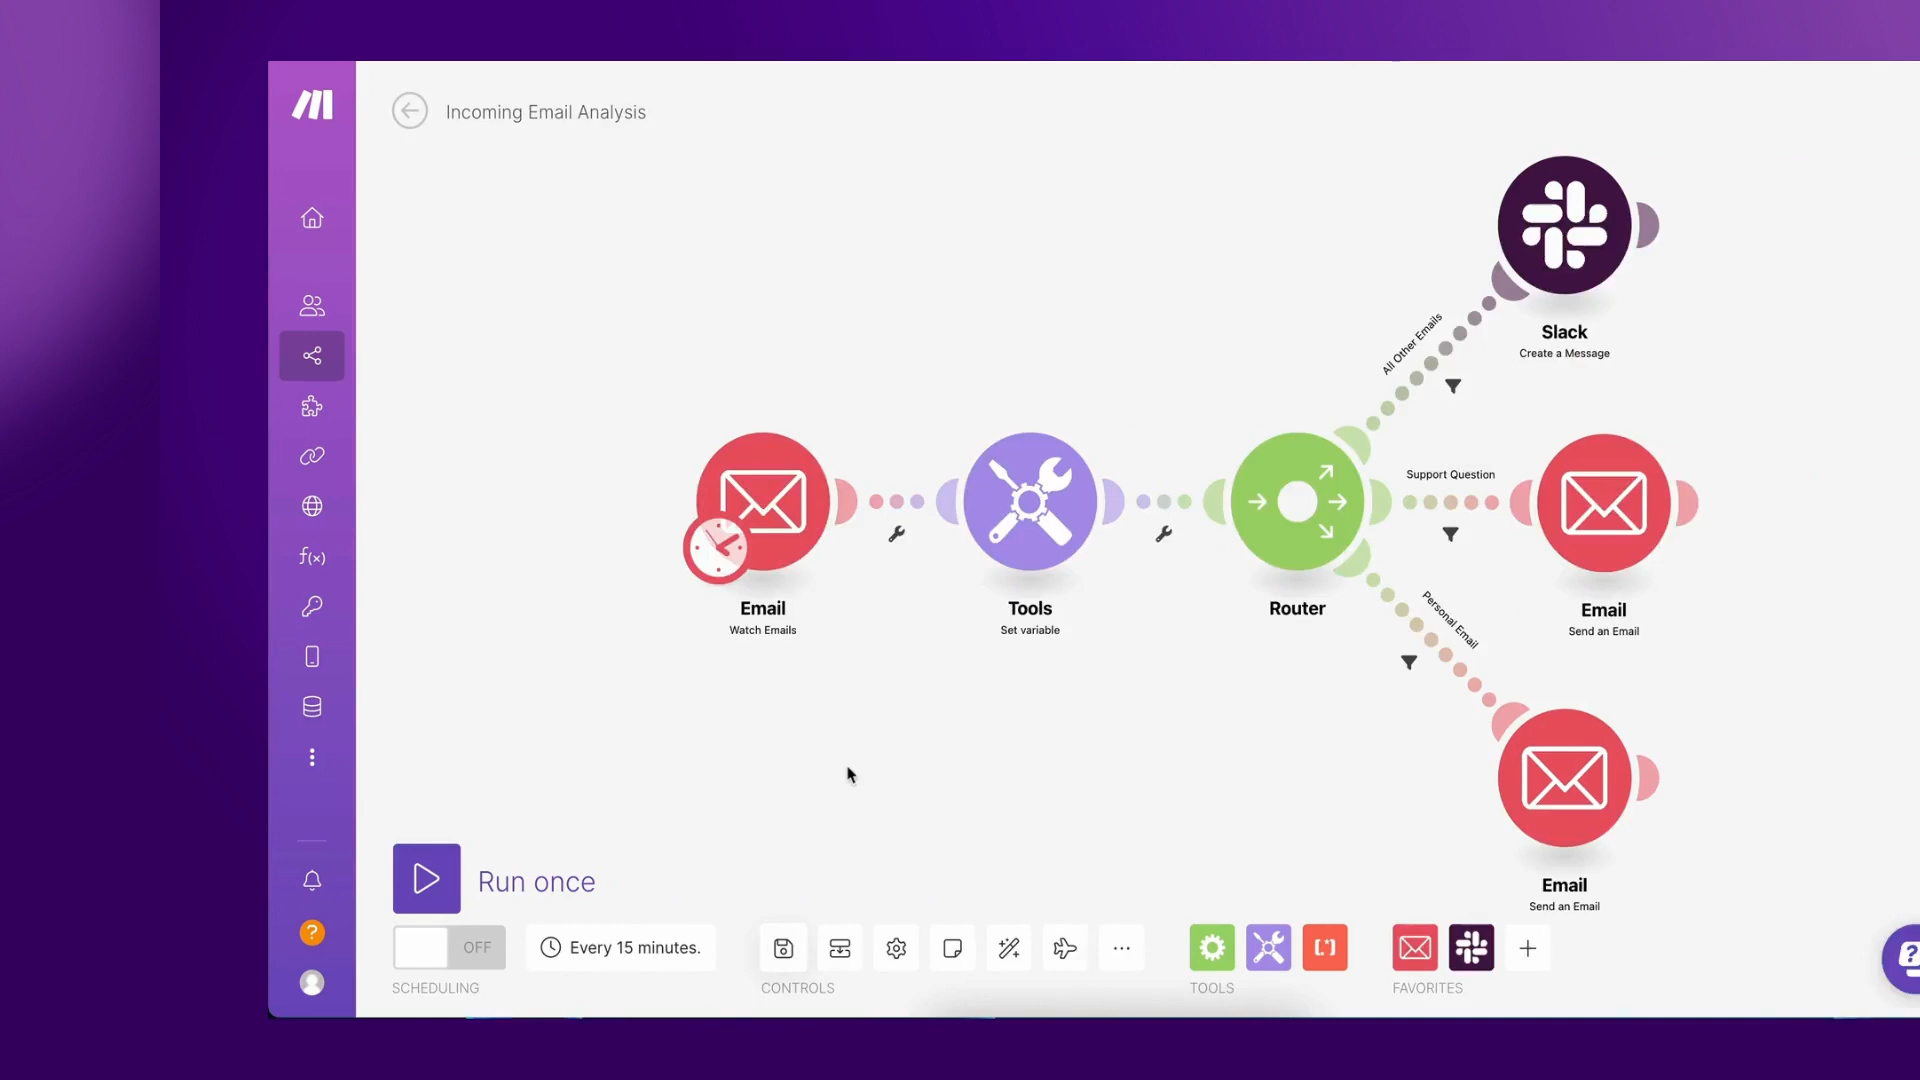 Incoming Email Analysis
Slack
Create a Message
All Other Emails
Support Question
Personal Email
Email
Watch Emails
Tools
Set variable
Router
Email
Send an Email
Email
Send an Email
f(x)
Run once
OFF
Every 15 minutes.
SCHEDULING
CONTROLS
TOOLS
FAVORITES
?
?